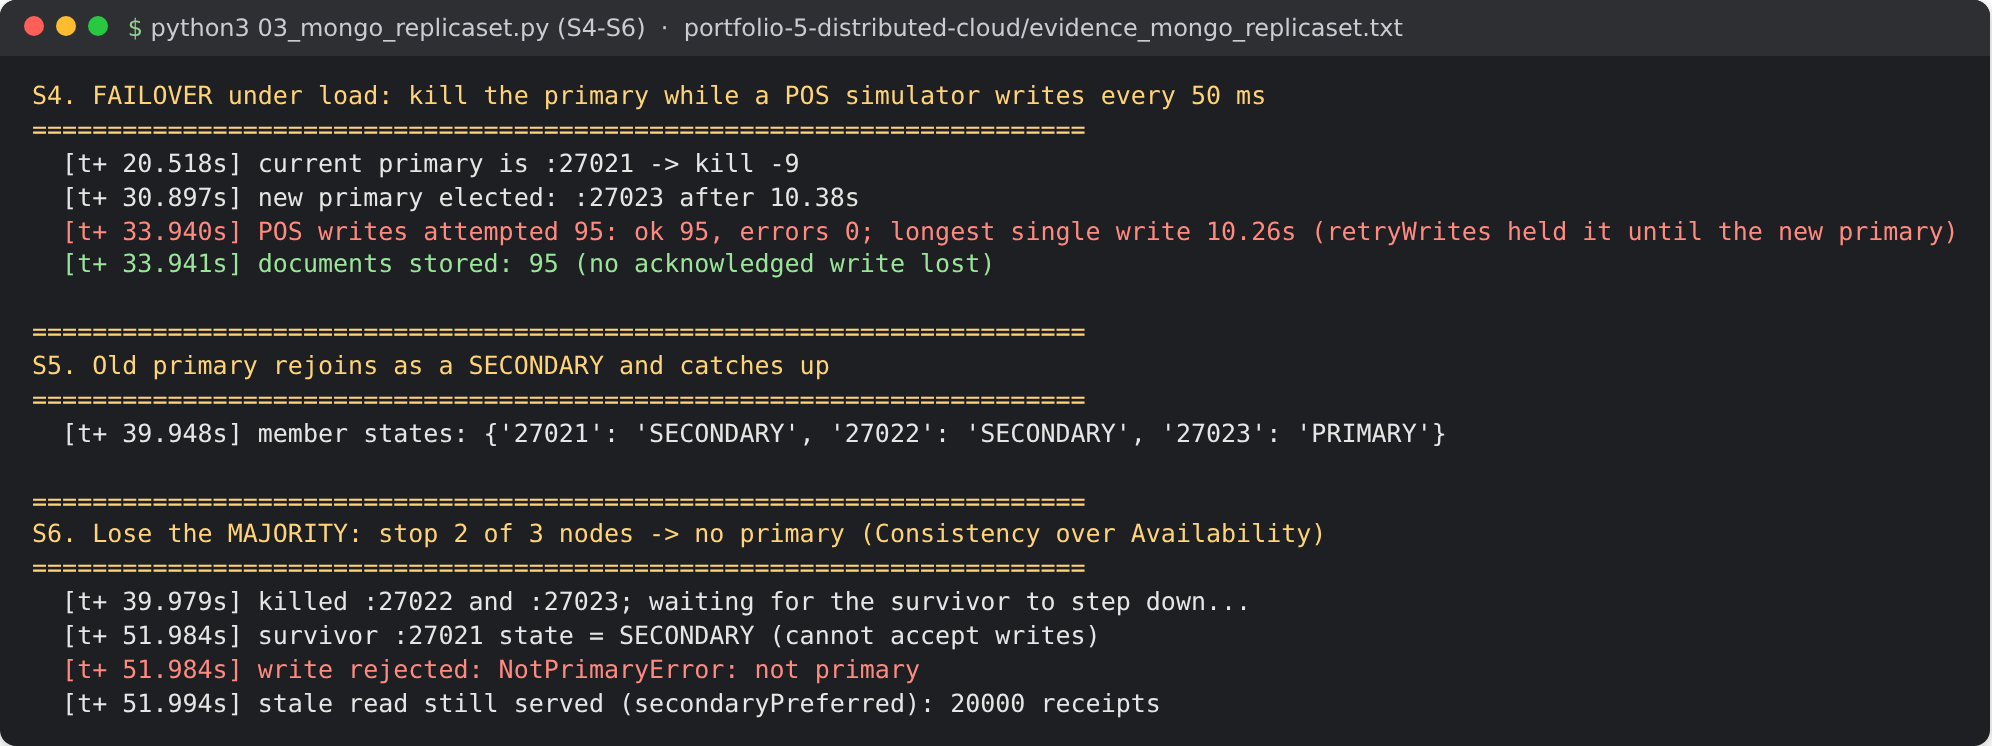 $ python3 03_mongo_replicaset.py (S4-S6) · portfolio-5-distributed-cloud/evidence_mongo_replicaset.txt
S4. FAILOVER under load: kill the primary while a POS simulator writes every 50 ms
======================================================================
[t+ 20.518s] current primary is :27021 -> kill -9
[t+ 30.897s] new primary elected: :27023 after 10.38s
[t+ 33.940s] POS writes attempted 95: ok 95, errors 0; longest single write 10.26s (retryWrites held it until the new primary)
[t+ 33.941s] documents stored: 95 (no acknowledged write lost)
======================================================================
S5. Old primary rejoins as a SECONDARY and catches up
======================================================================
[t+ 39.948s] member states: {'27021': 'SECONDARY', '27022': 'SECONDARY', '27023': 'PRIMARY'}
======================================================================
S6. Lose the MAJORITY: stop 2 of 3 nodes -> no primary (Consistency over Availability)
======================================================================
[t+ 39.979s] killed :27022 and :27023; waiting for the survivor to step down...
[t+ 51.984s] survivor :27021 state = SECONDARY (cannot accept writes)
[t+ 51.984s] write rejected: NotPrimaryError: not primary
[t+ 51.994s] stale read still served (secondaryPreferred): 20000 receipts